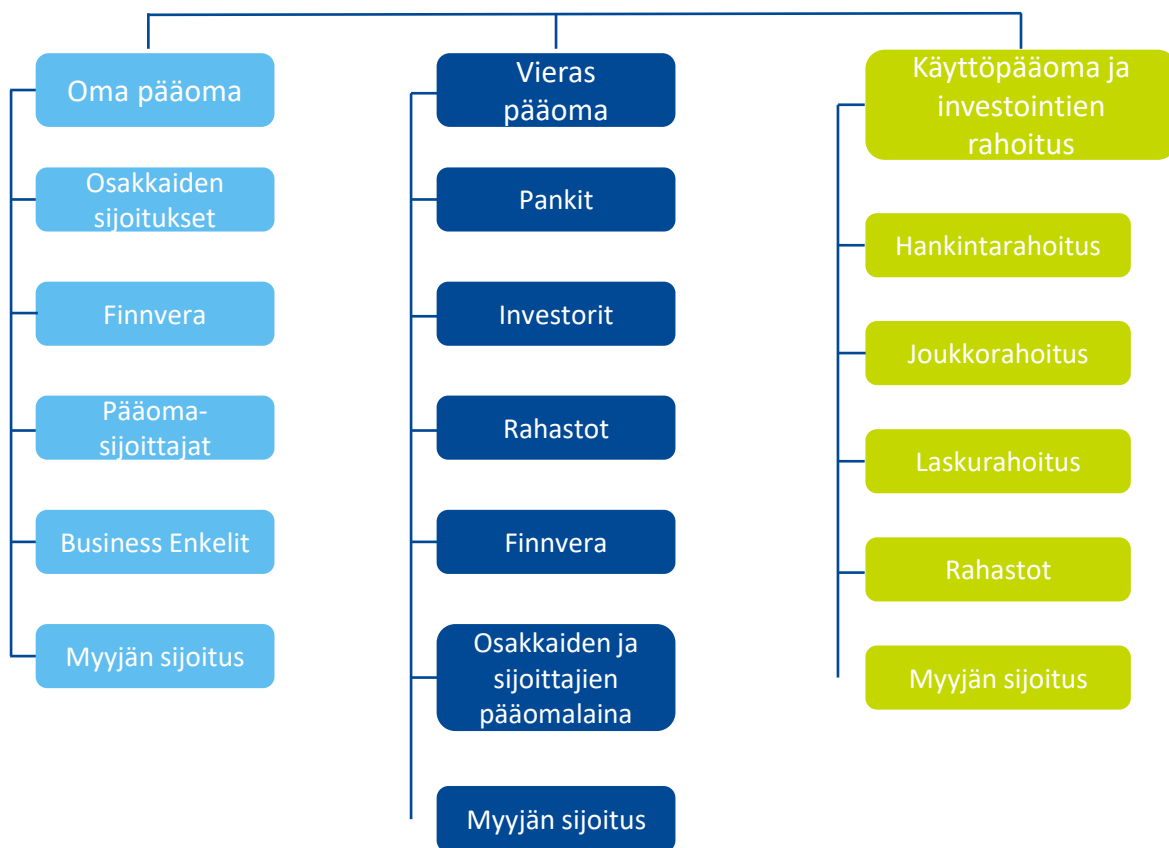 Oma pääoma
Osakkaiden
sijoitukset
Finnvera
Pääoma-
sijoittajat
Business Enkelit
Myyjän sijoitus
Vieras
pääoma
Pankit
Investorit
Rahastot
Finnvera
Osakkaiden ja
sijoittajien
pääomalaina
Myyjän sijoitus
Käyttöpääoma ja
investointien
rahoitus
Hankintarahoitus
Joukkorahoitus
Laskurahoitus
Rahastot
Myyjän sijoitus